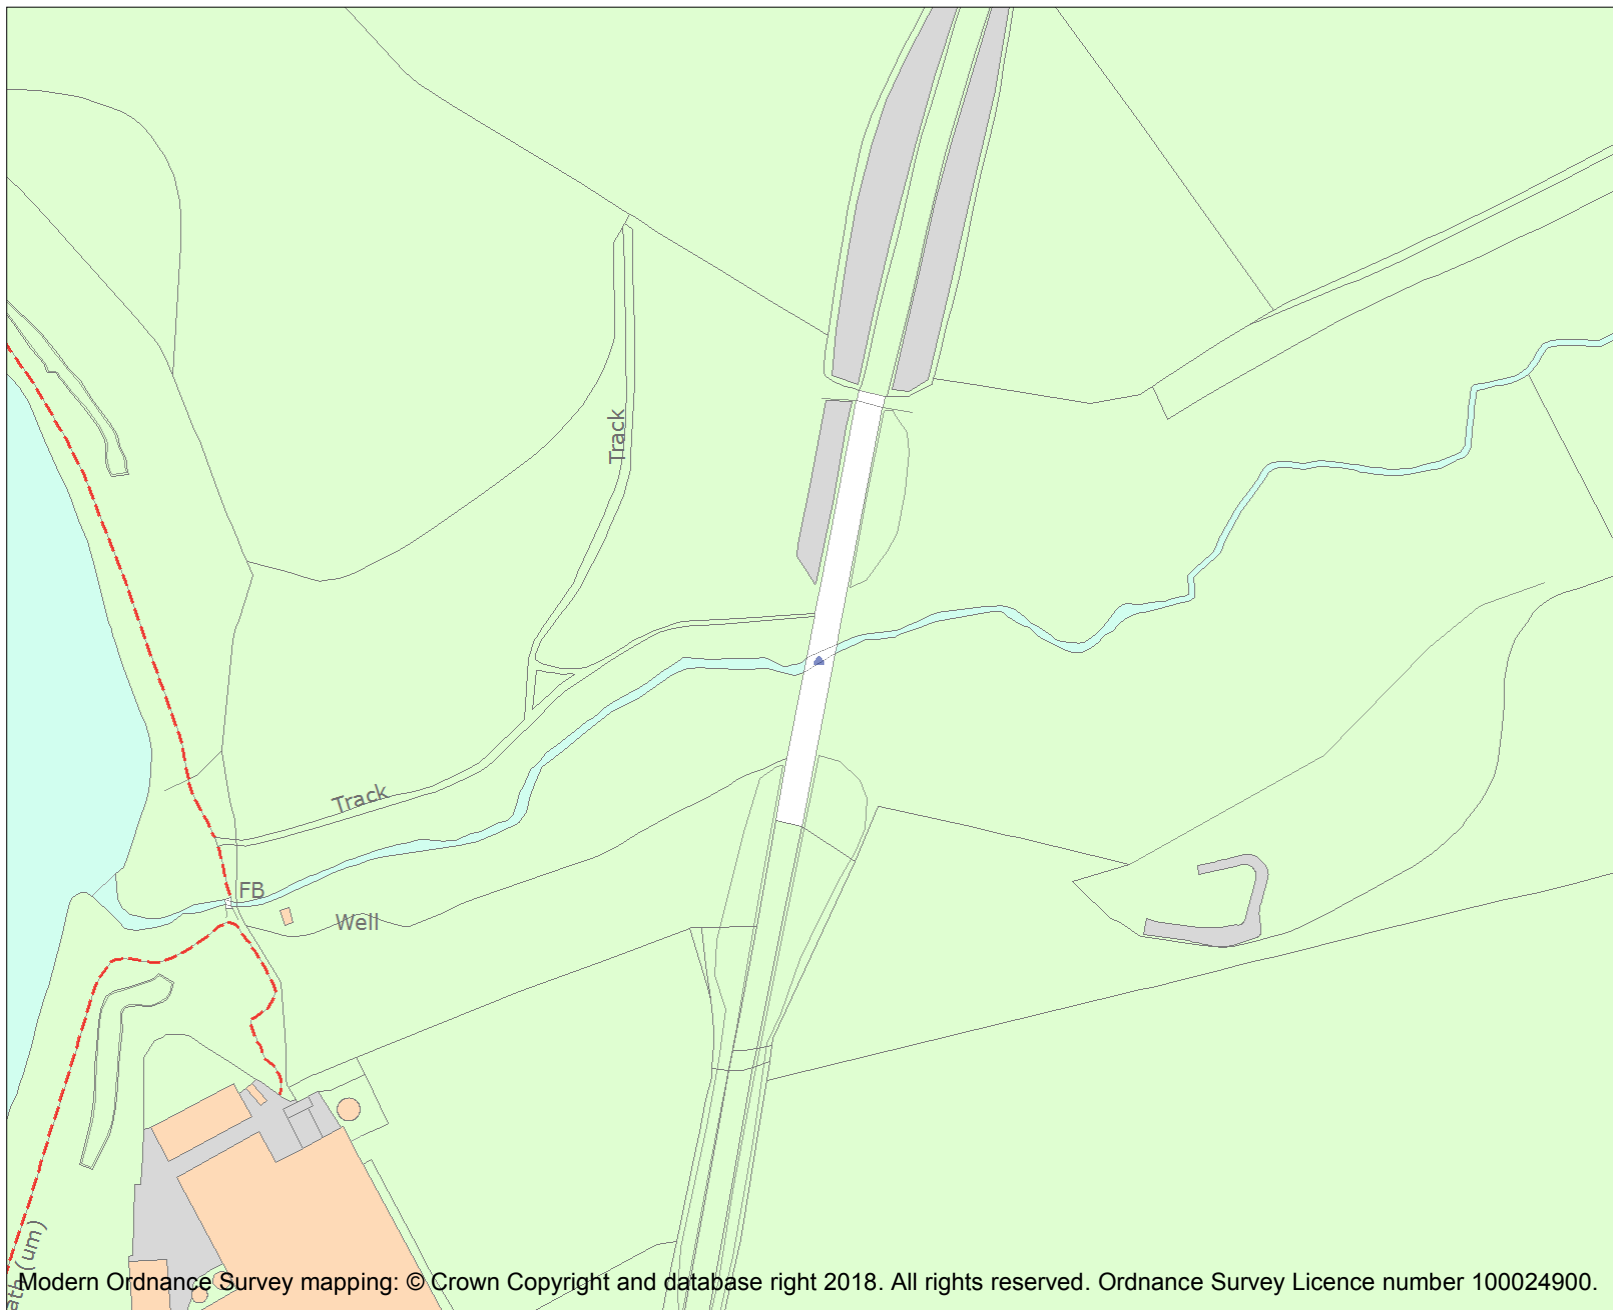 Track
Track
FB
Well
(um)
Modern Ordnance Survey mapping: © Crown Copyright and database right 2018. All rights reserved. Ordnance Survey Licence number 100024900.